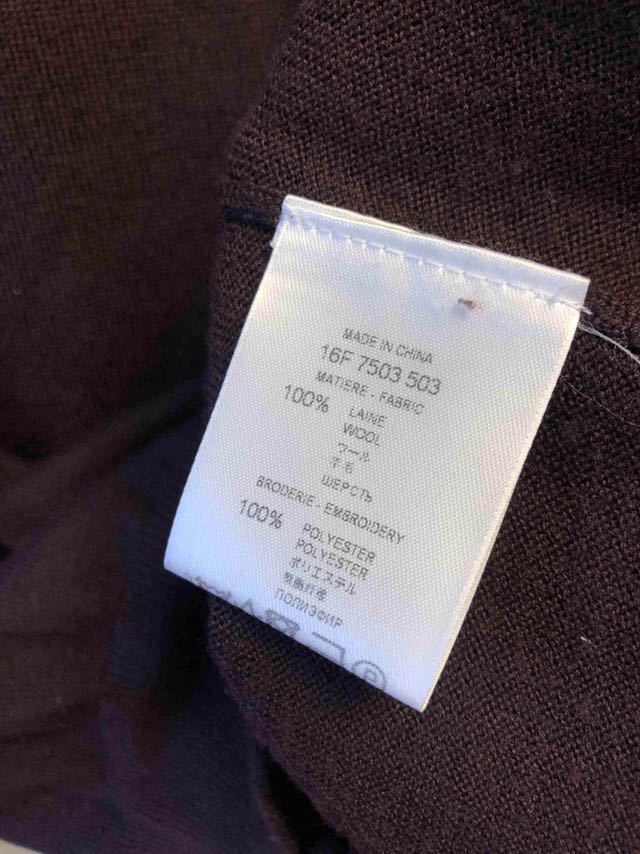 MADE IN CHINA
16F 7503 503
MATIERE - FABRIC
100% LAINE
WOOL
ウール
羊毛
ШЕРСТЬ
BRODERIE - EMBROIDERY
100% POLYESTER
POLYESTER
ポリエステル
聚脂纤维
ПОЛИЭФИР
P